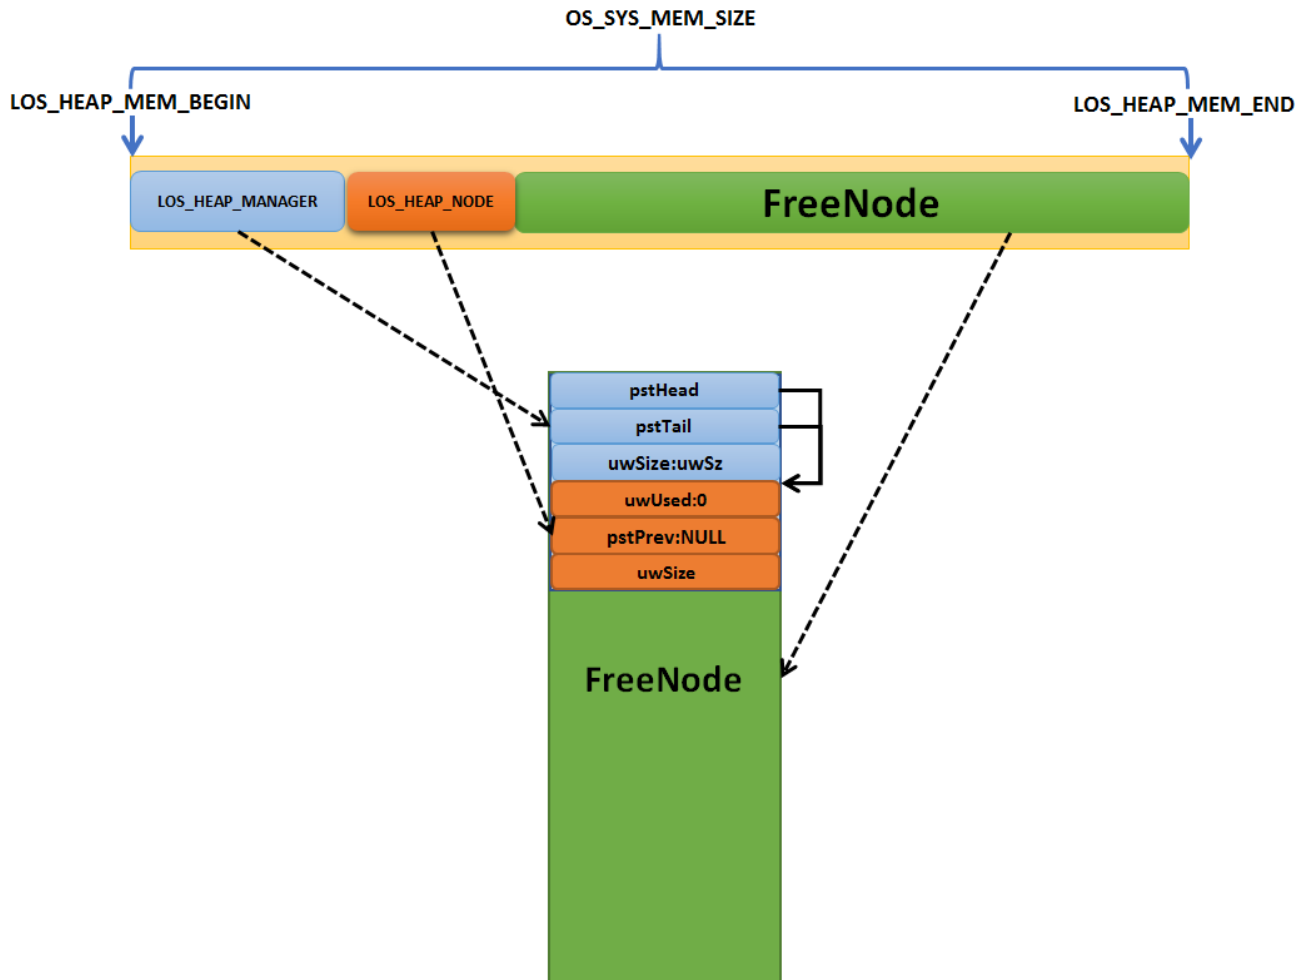 OS_SYS_MEM_SIZE
LOS_HEAP_MEM_BEGIN
LOS_HEAP_MEM_END
LOS_HEAP_MANAGER
LOS_HEAP_NODE
FreeNode
pstHead
pstTail
uwSize:uwSz
uwUsed:0
pstPrev:NULL
uwSize
FreeNode